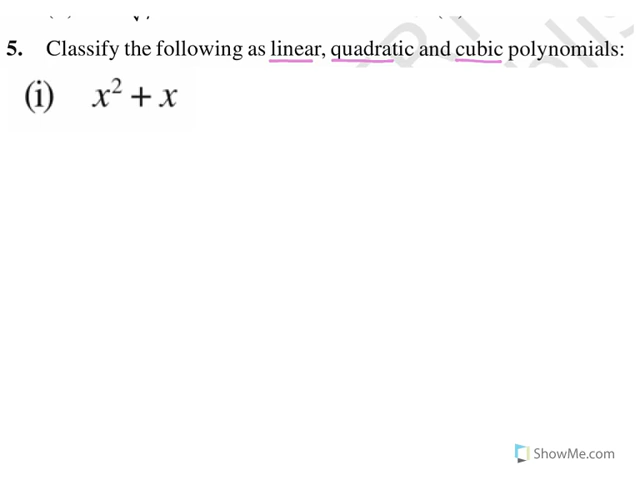 5. Classify the following as linear, quadratic and cubic polynomials:
(i) x² + x
ShowMe.com